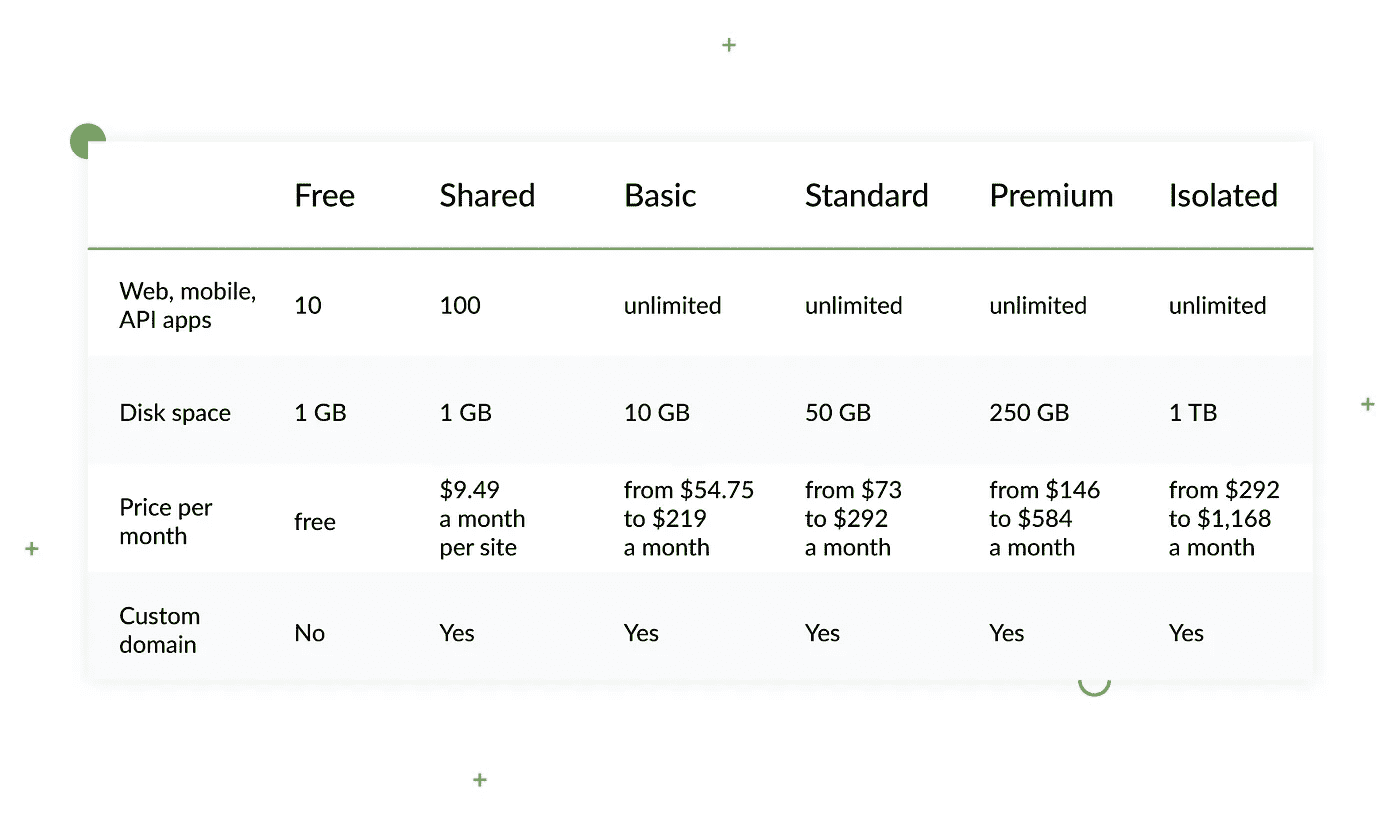 Free Shared Basic Standard Premium Isolated
Web, mobile,
API apps
10 100 unlimited unlimited unlimited unlimited
Disk space 1 GB 1 GB 10 GB 50 GB 250 GB 1 TB
Price per
month
free
$9.49
a month
per site
from $54.75
to $219
a month
from $73
to $292
a month
from $146
to $584
a month
from $292
to $1,168
a month
Custom
domain
No Yes Yes Yes Yes Yes